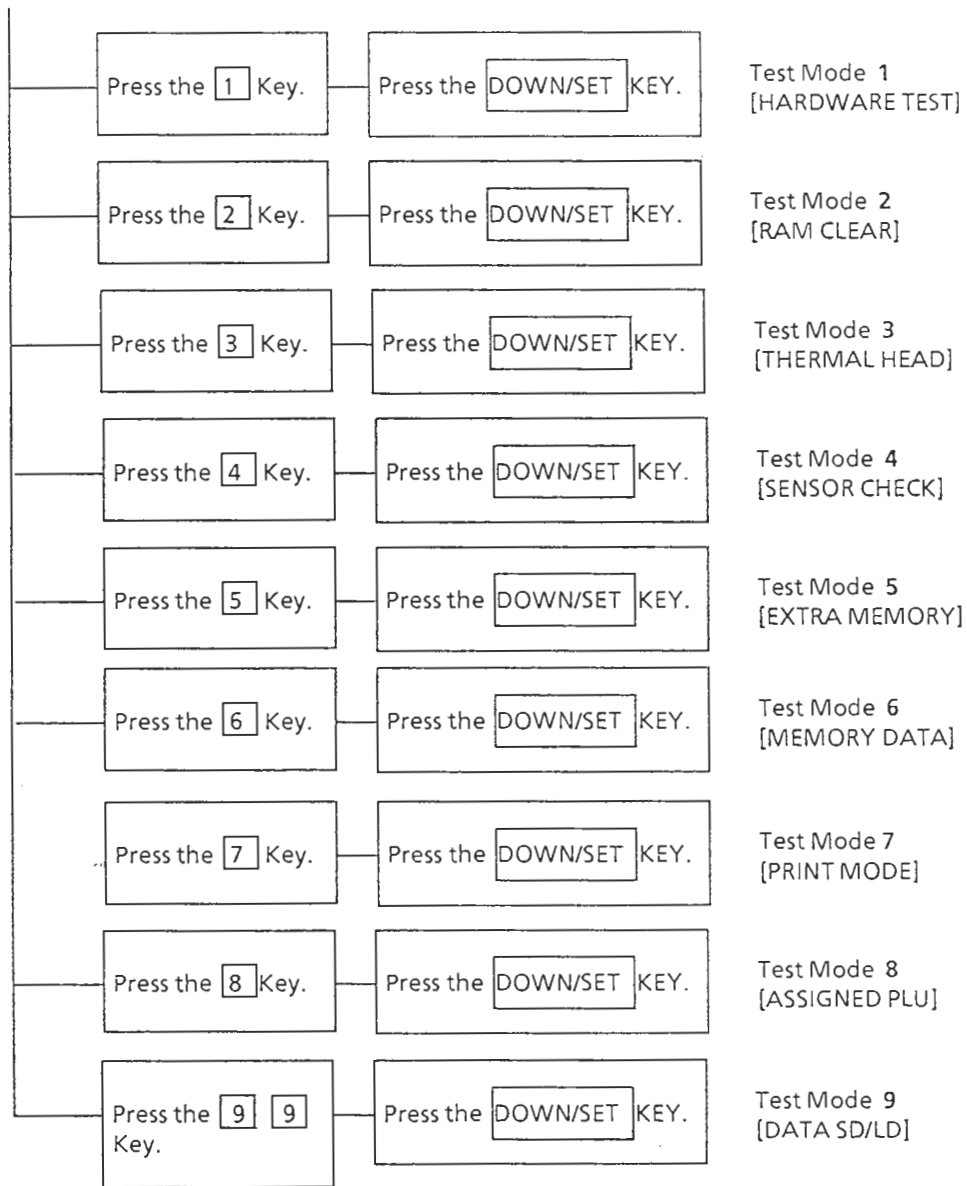 Press the 1 Key. Press the DOWN/SET KEY. Test Mode 1
[HARDWARE TEST]
Press the 2 Key. Press the DOWN/SET KEY. Test Mode 2
[RAM CLEAR]
Press the 3 Key. Press the DOWN/SET KEY. Test Mode 3
[THERMAL HEAD]
Press the 4 Key. Press the DOWN/SET KEY. Test Mode 4
[SENSOR CHECK]
Press the 5 Key. Press the DOWN/SET KEY. Test Mode 5
[EXTRA MEMORY]
Press the 6 Key. Press the DOWN/SET KEY. Test Mode 6
[MEMORY DATA]
Press the 7 Key. Press the DOWN/SET KEY. Test Mode 7
[PRINT MODE]
Press the 8 Key. Press the DOWN/SET KEY. Test Mode 8
[ASSIGNED PLU]
Press the 9 9
Key.
Press the DOWN/SET KEY. Test Mode 9
[DATA SD/LD]